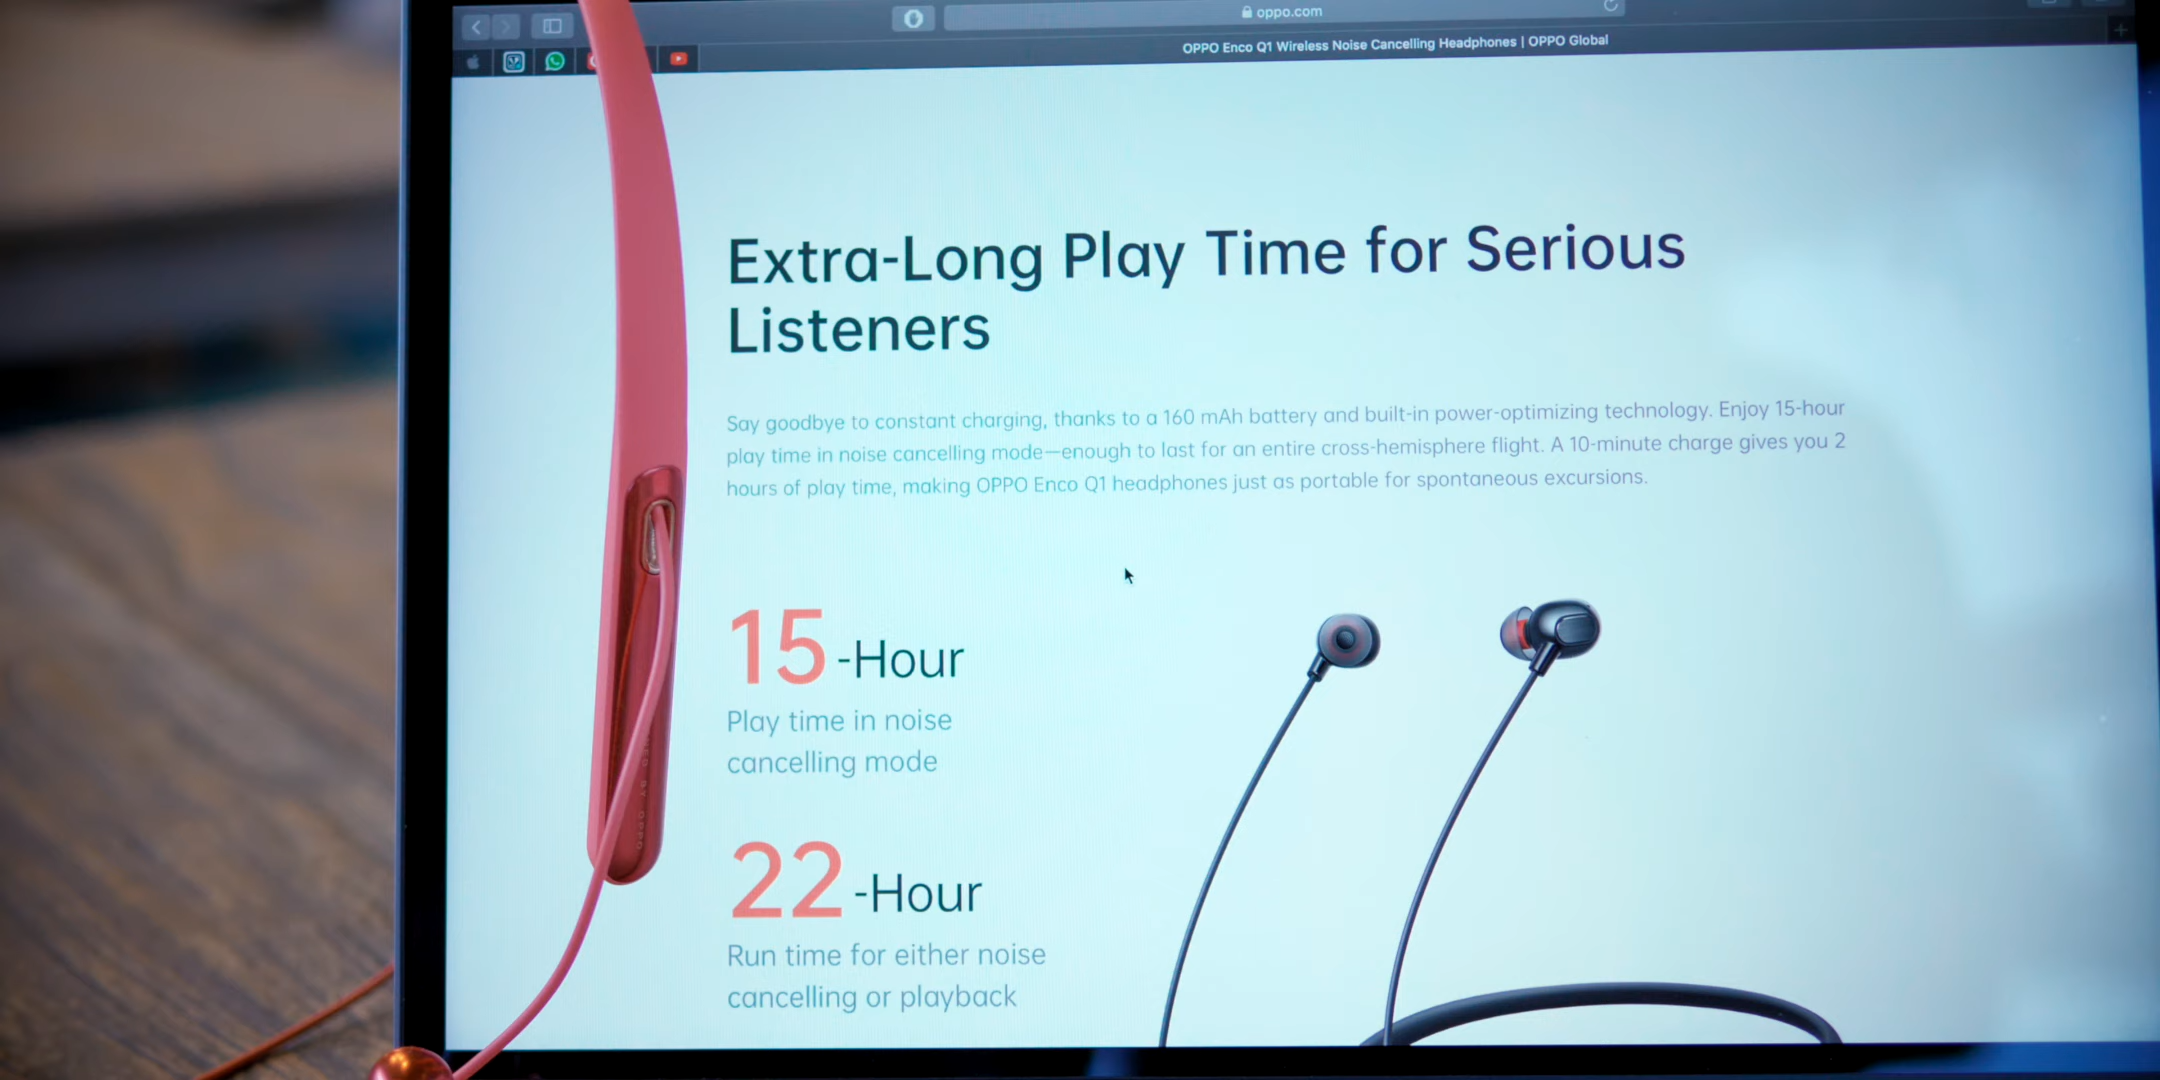 oppo.com
OPPO Enco Q1 Wireless Noise Cancelling Headphones | OPPO Global
Extra-Long Play Time for Serious
Listeners
Say goodbye to constant charging, thanks to a 160 mAh battery and built-in power-optimizing technology. Enjoy 15-hour
play time in noise cancelling mode—enough to last for an entire cross-hemisphere flight. A 10-minute charge gives you 2
hours of play time, making OPPO Enco Q1 headphones just as portable for spontaneous excursions.
15-Hour
Play time in noise
cancelling mode
22-Hour
Run time for either noise
cancelling or playback